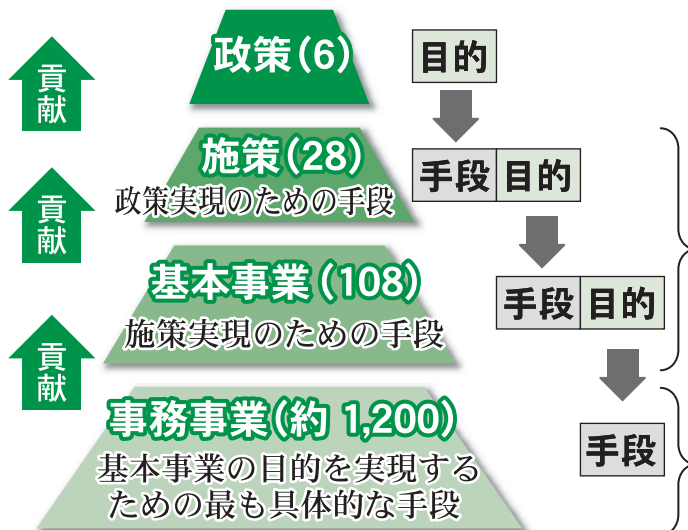 政策（6）
目的
貢献
施策（28）
政策実現のための手段
手段 目的
貢献
基本事業（108）
施策実現のための手段
手段 目的
貢献
事務事業（約 1,200）
基本事業の目的を実現する
ための最も具体的な手段
手段